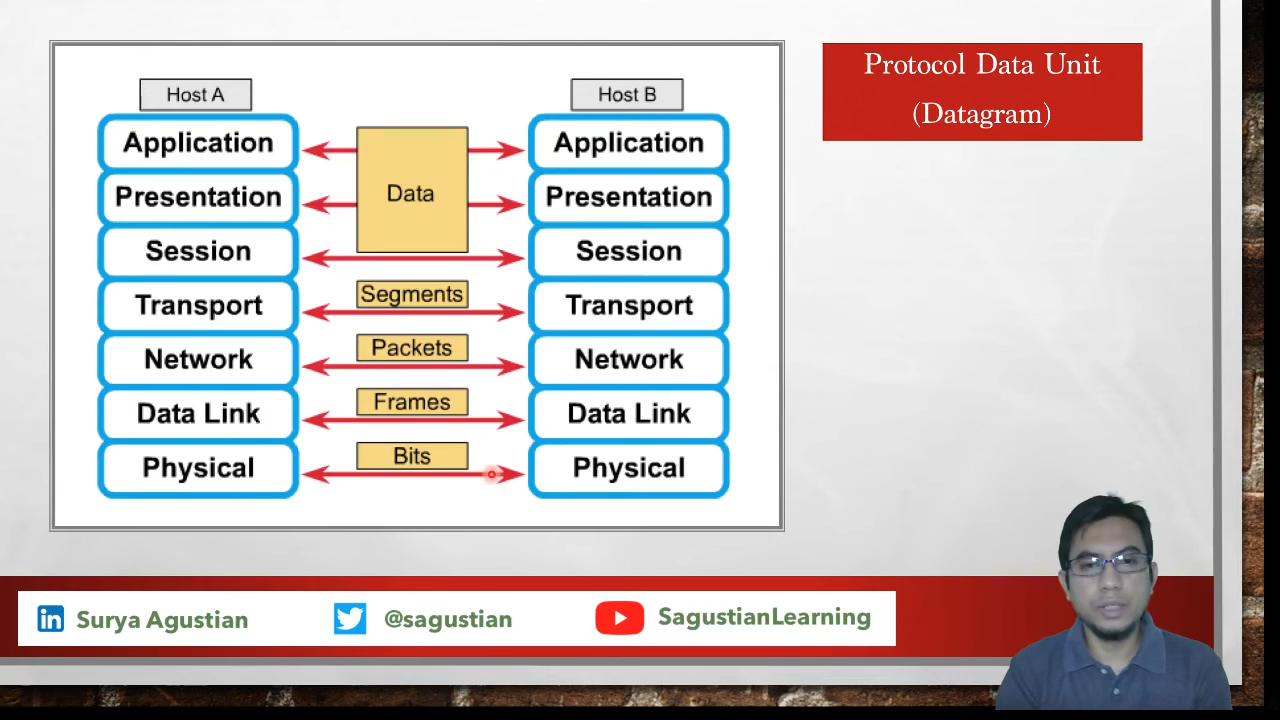 Protocol Data Unit
(Datagram)
Host A
Host B
Application
Application
Presentation
Data
Presentation
Session
Session
Transport
Segments
Transport
Network
Packets
Network
Data Link
Frames
Data Link
Physical
Bits
Physical
in Surya Agustian
@sagustian
SagustianLearning